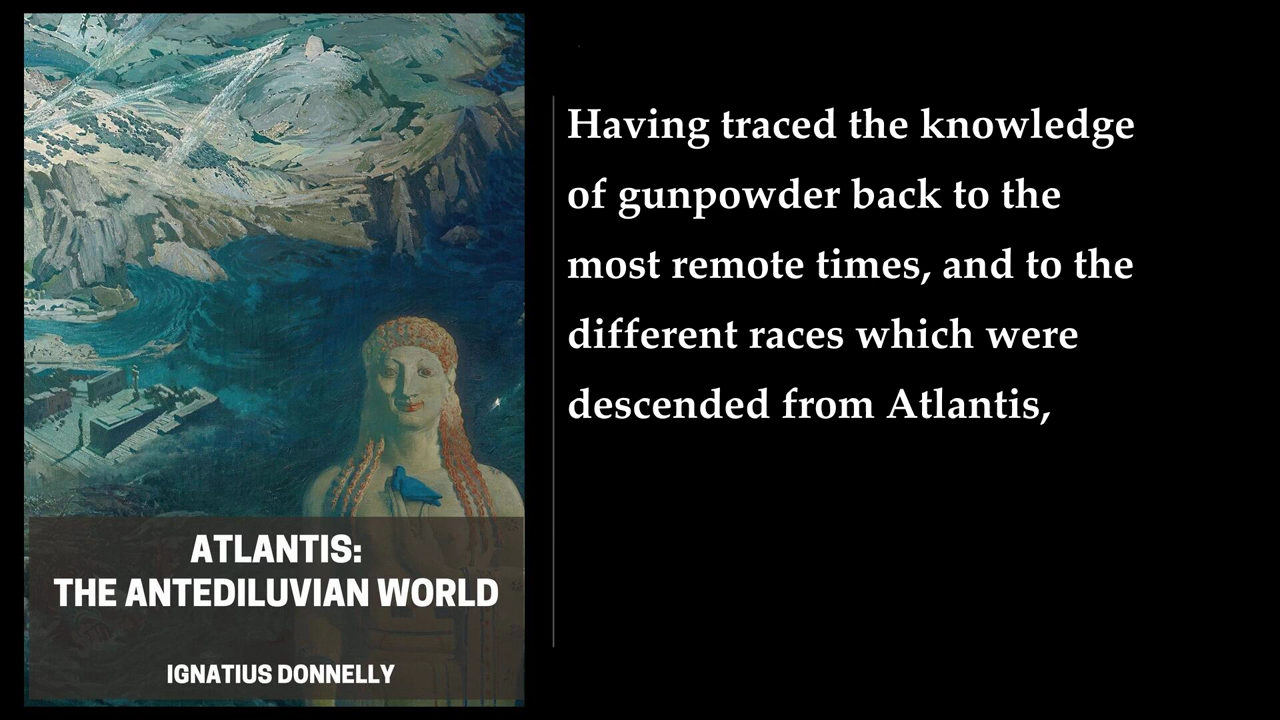 Having traced the knowledge
of gunpowder back to the
most remote times, and to the
different races which were
descended from Atlantis,
ATLANTIS:
THE ANTEDILUVIAN WORLD
IGNATIUS DONNELLY